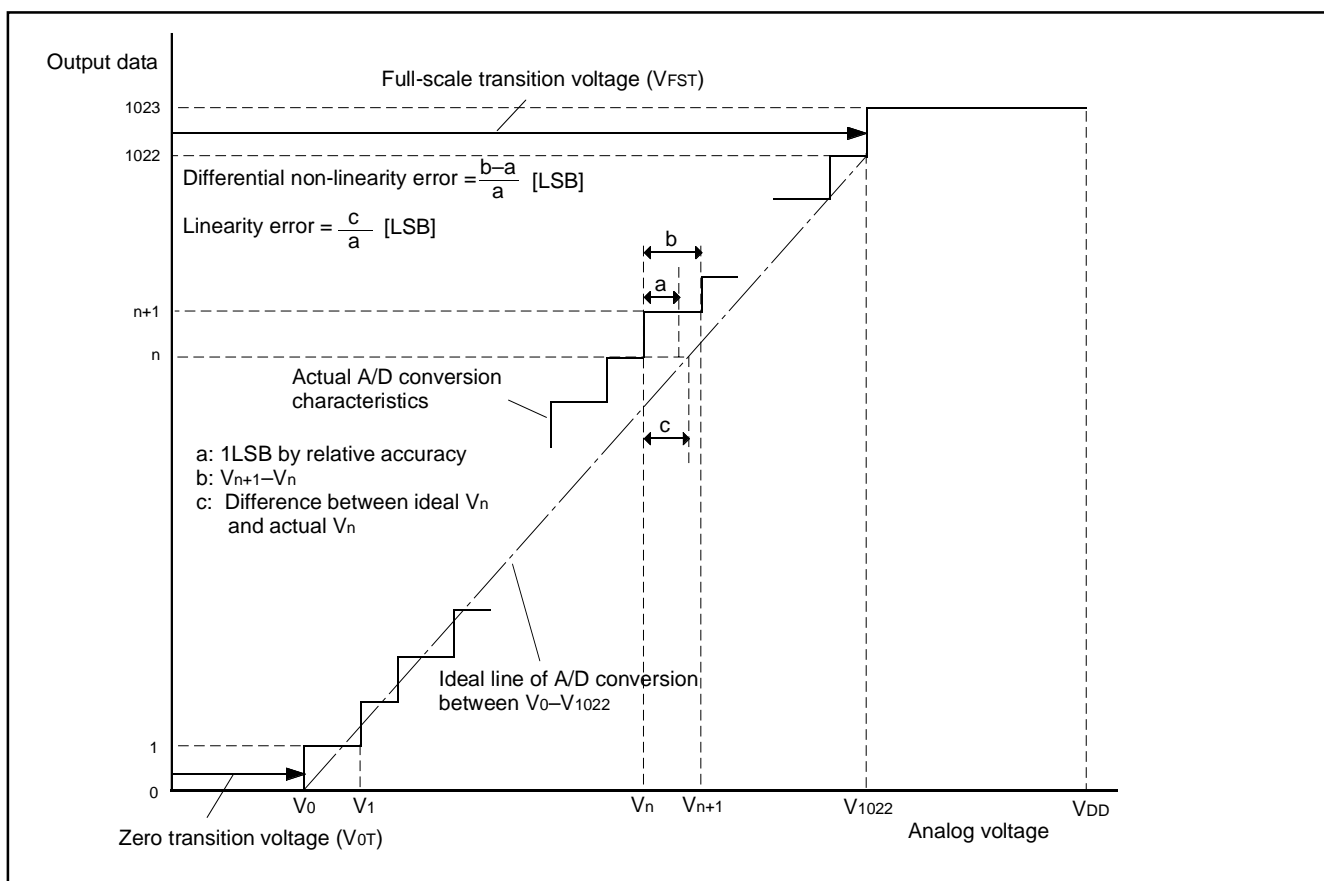 Output data
Full-scale transition voltage (VFST)
1023
1022
Differential non-linearity error = b–a
a [LSB]
Linearity error = c
a [LSB]
b
a
n+1
n
Actual A/D conversion
characteristics
c
a: 1LSB by relative accuracy
b: Vn+1–Vn
c: Difference between ideal Vn
and actual Vn
Ideal line of A/D conversion
between V0–V1022
1
0
V0
V1
Vn
Vn+1
V1022
VDD
Analog voltage
Zero transition voltage (V0T)